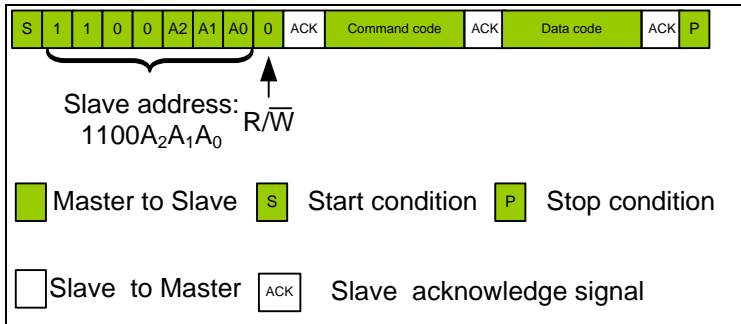 S 1 1 0 0 A2 A1 A0 0 ACK Command code ACK Data code ACK P
Slave address: R/W̅
1100A₂A₁A₀
Master to Slave S Start condition P Stop condition
Slave to Master ACK Slave acknowledge signal